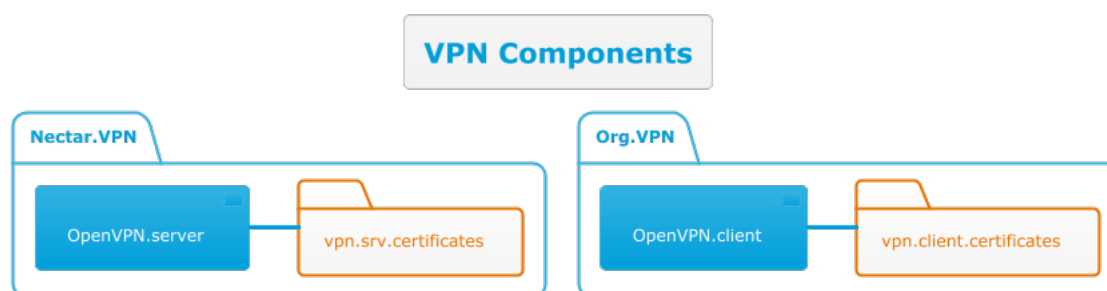 VPN Components
Nectar.VPN
OpenVPN.server
vpn.srv.certificates
Org.VPN
OpenVPN.client
vpn.client.certificates